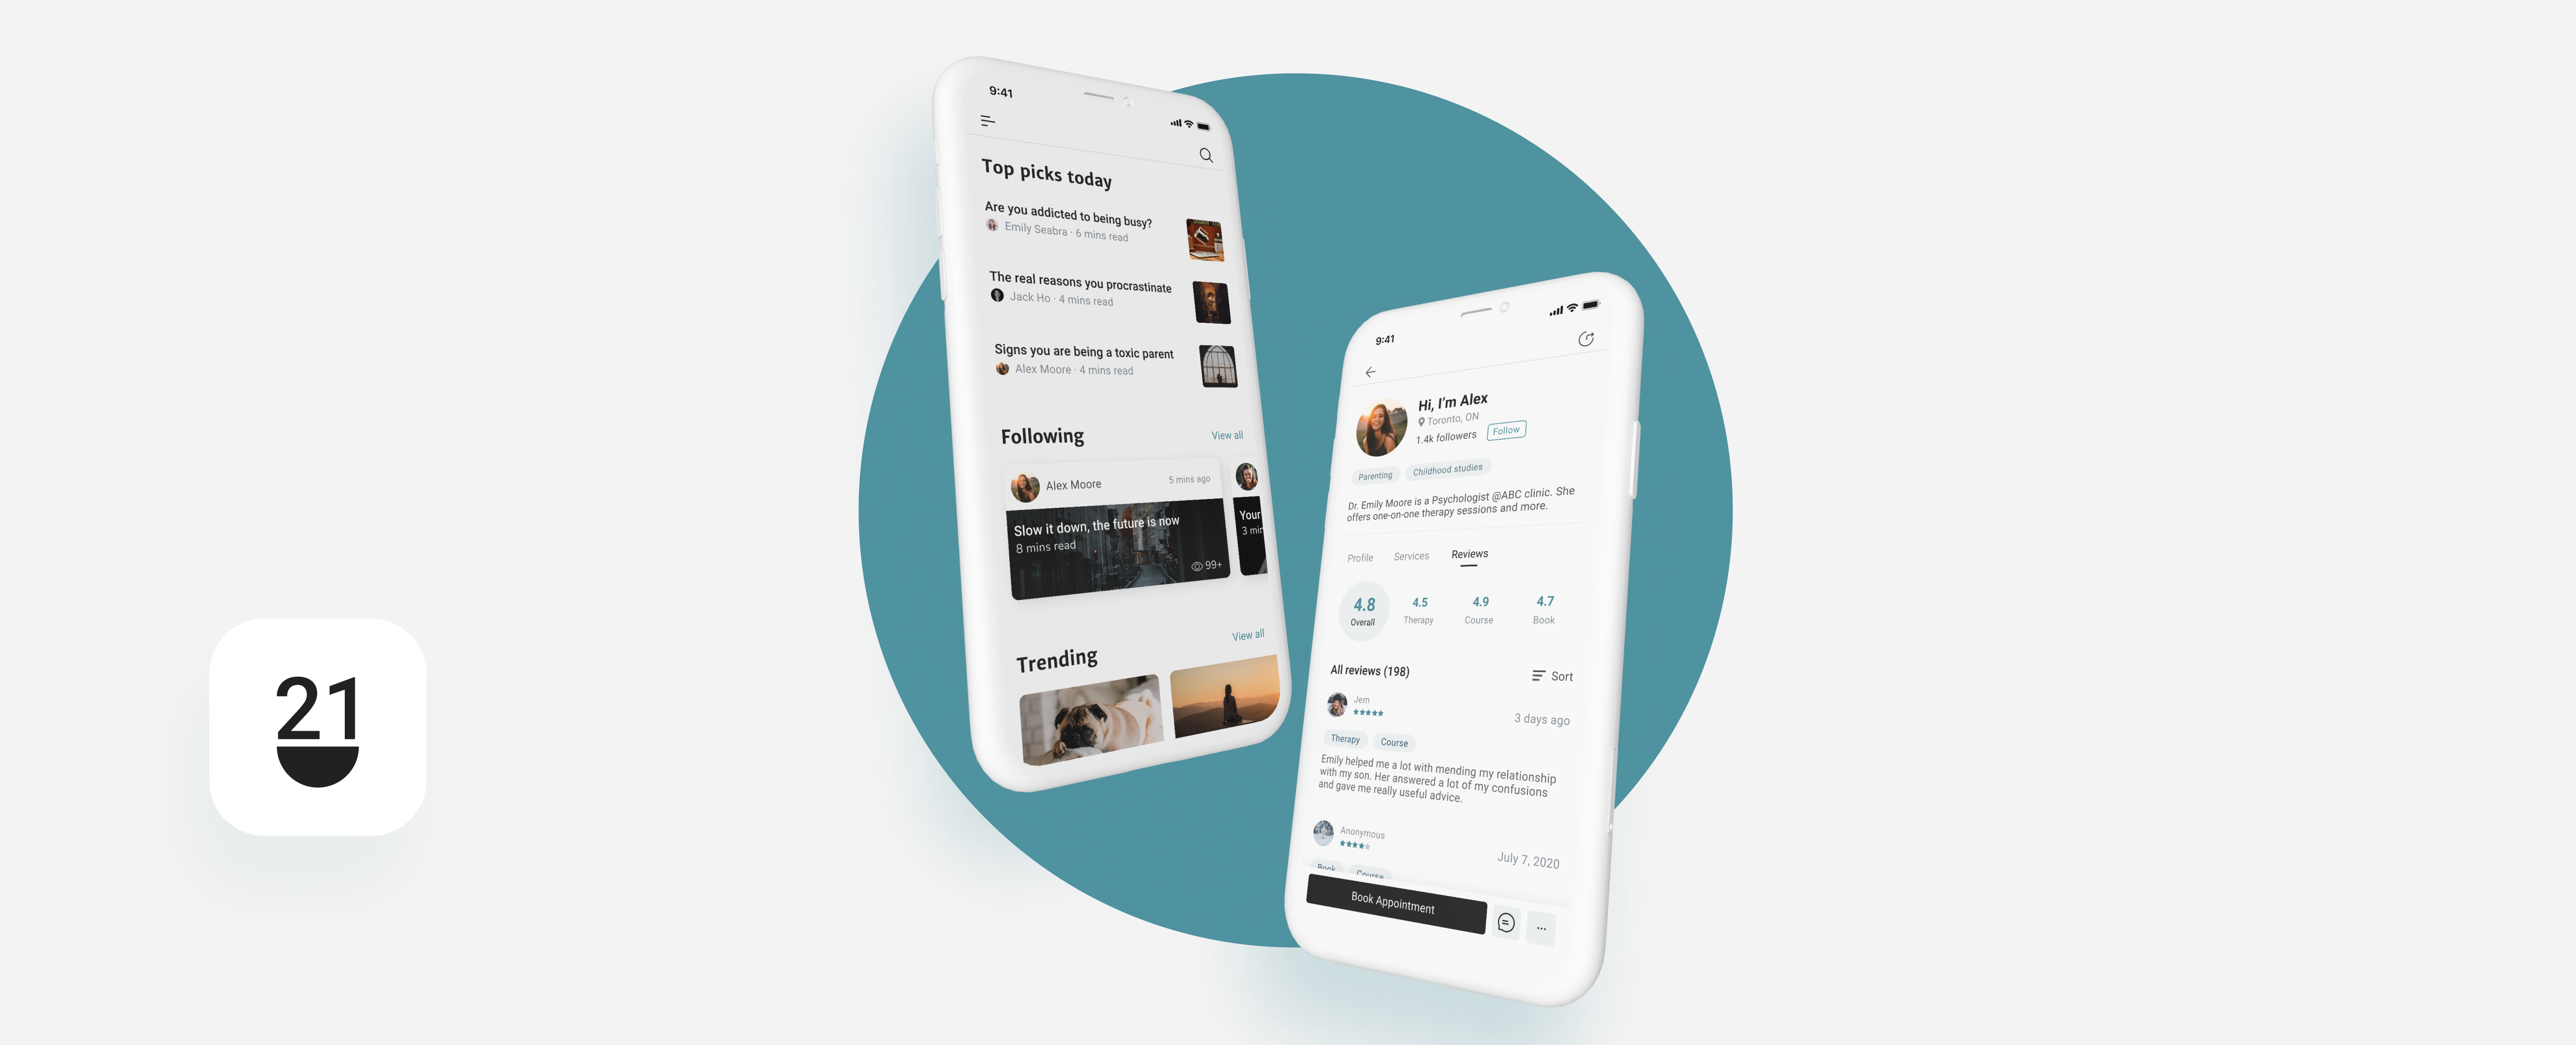 21
9:41
Top picks today
Are you addicted to being busy?
Emily Seabra · 6 mins read
The real reasons you procrastinate
Jack Ho · 4 mins read
Signs you are being a toxic parent
Alex Moore · 4 mins read
Following
View all
Alex Moore
5 mins ago
Slow it down, the future is now
8 mins read
99+
Your
3 min
Trending
View all
9:41
Hi, I'm Alex
Toronto, ON
1.4k followers
Follow
Parenting
Childhood studies
Dr. Emily Moore is a Psychologist @ABC clinic. She
offers one-on-one therapy sessions and more.
Profile
Services
Reviews
4.8
Overall
4.5
Therapy
4.9
Course
4.7
Book
All reviews (198)
Sort
Jem
3 days ago
Therapy
Course
Emily helped me a lot with mending my relationship
with my son. Her answered a lot of my confusions
and gave me really useful advice.
Anonymous
July 7, 2020
Book
Course
Book Appointment